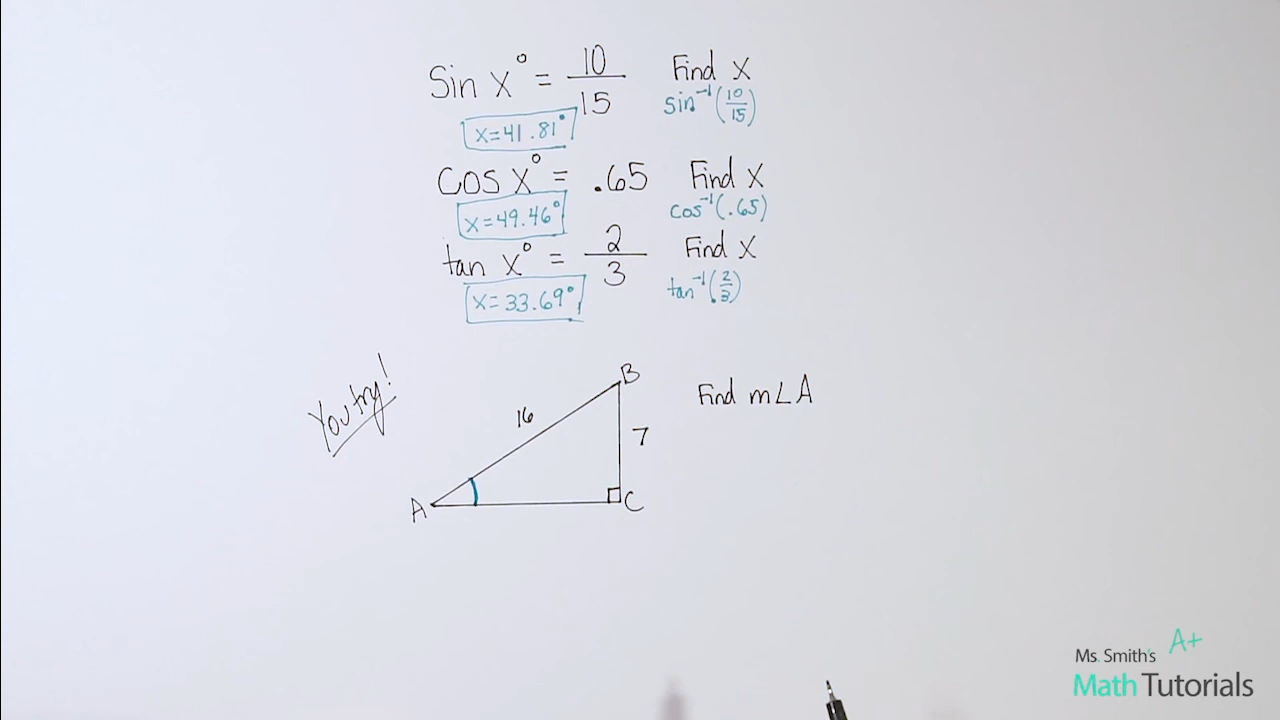 Sin x° = 10/15 Find x
sin⁻¹(10/15)
x=41.81°
cos x° = .65 Find x
x=49.46° cos⁻¹(.65)
tan x° = 2/3 Find x
x=33.69° tan⁻¹(2/3)
You try!
B
Find m∠A
16
7
A
C
Ms. Smith's A+
Math Tutorials